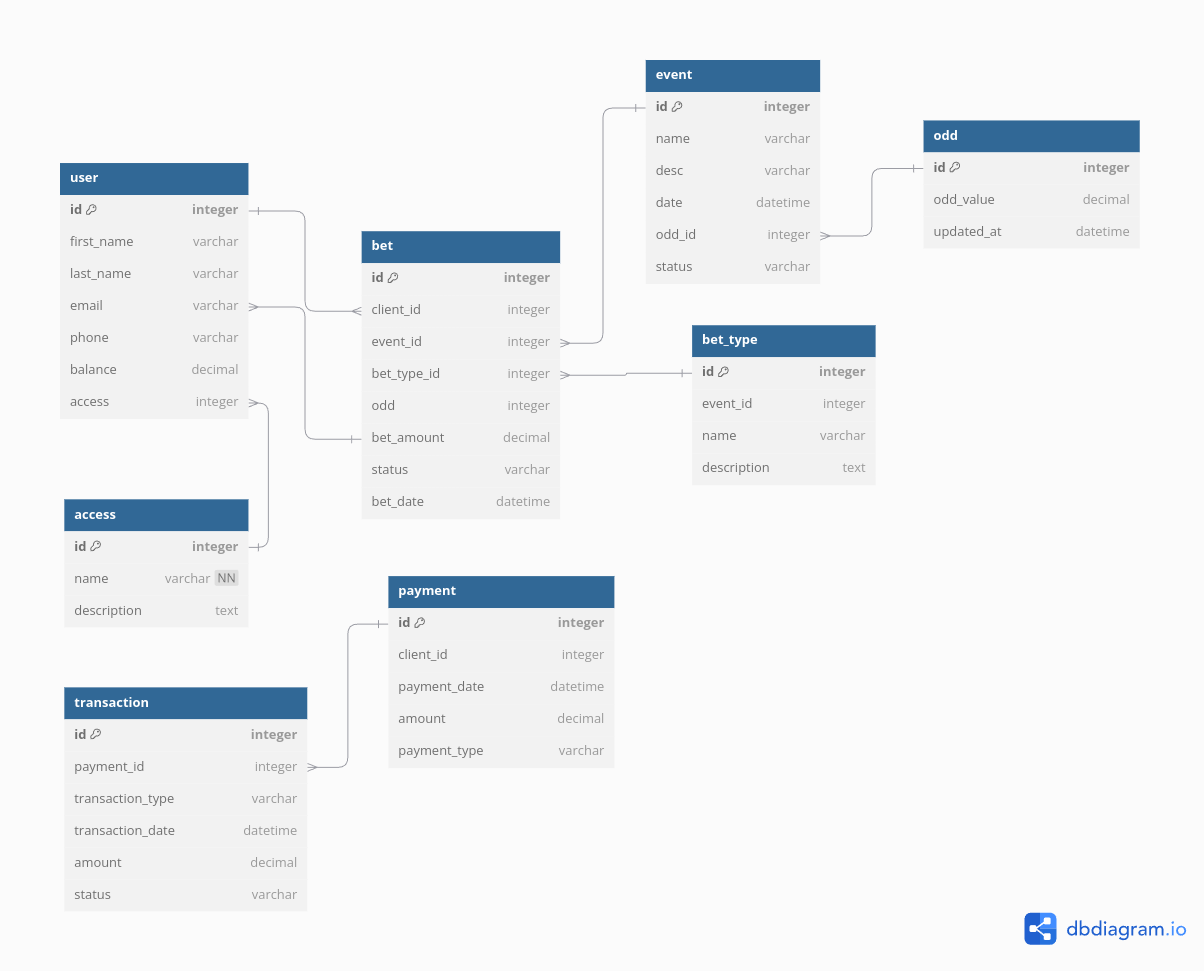 user
id integer
first_name varchar
last_name varchar
email varchar
phone varchar
balance decimal
access integer
bet
id integer
client_id integer
event_id integer
bet_type_id integer
odd integer
bet_amount decimal
status varchar
bet_date datetime
event
id integer
name varchar
desc varchar
date datetime
odd_id integer
status varchar
odd
id integer
odd_value decimal
updated_at datetime
bet_type
id integer
event_id integer
name varchar
description text
access
id integer
name varchar NN
description text
payment
id integer
client_id integer
payment_date datetime
amount decimal
payment_type varchar
transaction
id integer
payment_id integer
transaction_type varchar
transaction_date datetime
amount decimal
status varchar
dbdiagram.io